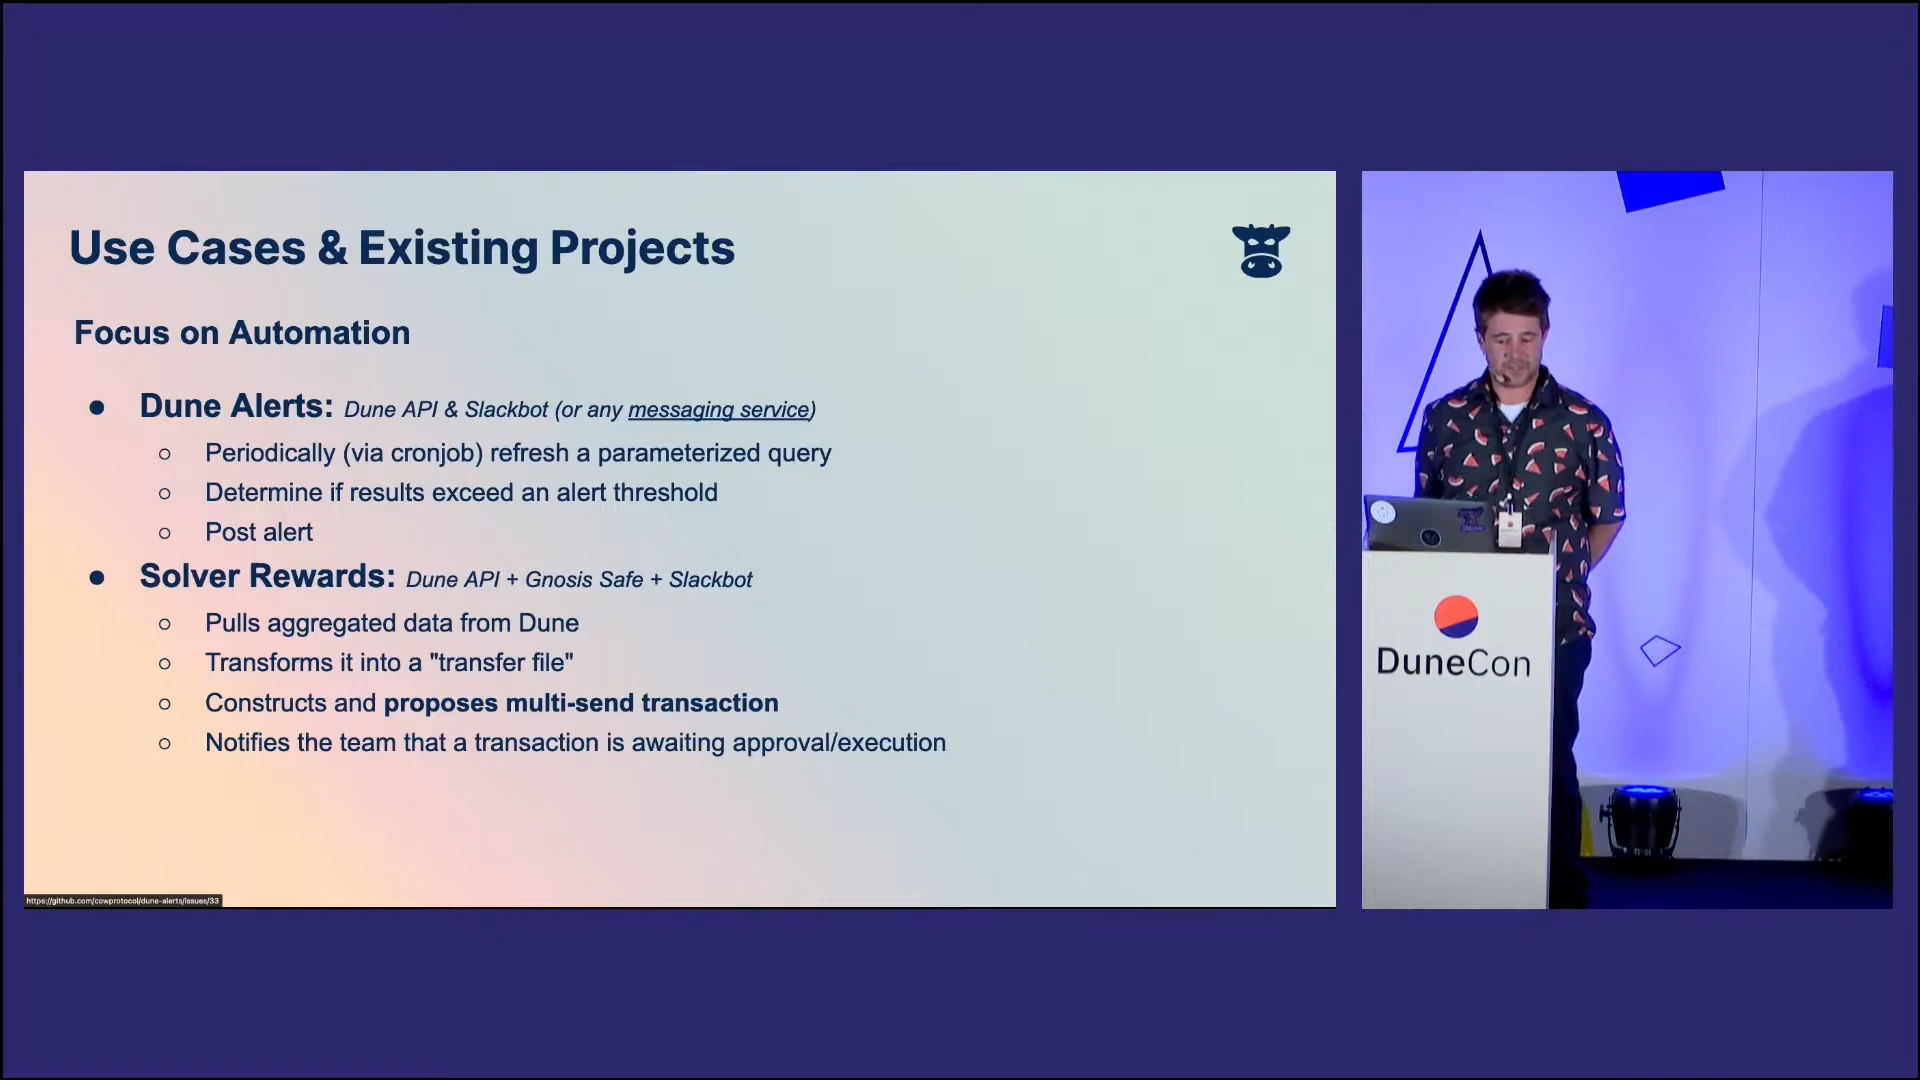 Use Cases & Existing Projects
Focus on Automation
● Dune Alerts: Dune API & Slackbot (or any messaging service)
○ Periodically (via cronjob) refresh a parameterized query
○ Determine if results exceed an alert threshold
○ Post alert
● Solver Rewards: Dune API + Gnosis Safe + Slackbot
○ Pulls aggregated data from Dune
○ Transforms it into a "transfer file"
○ Constructs and proposes multi-send transaction
○ Notifies the team that a transaction is awaiting approval/execution
https://github.com/cowprotocol/dune-alerts/issues/33
DuneCon